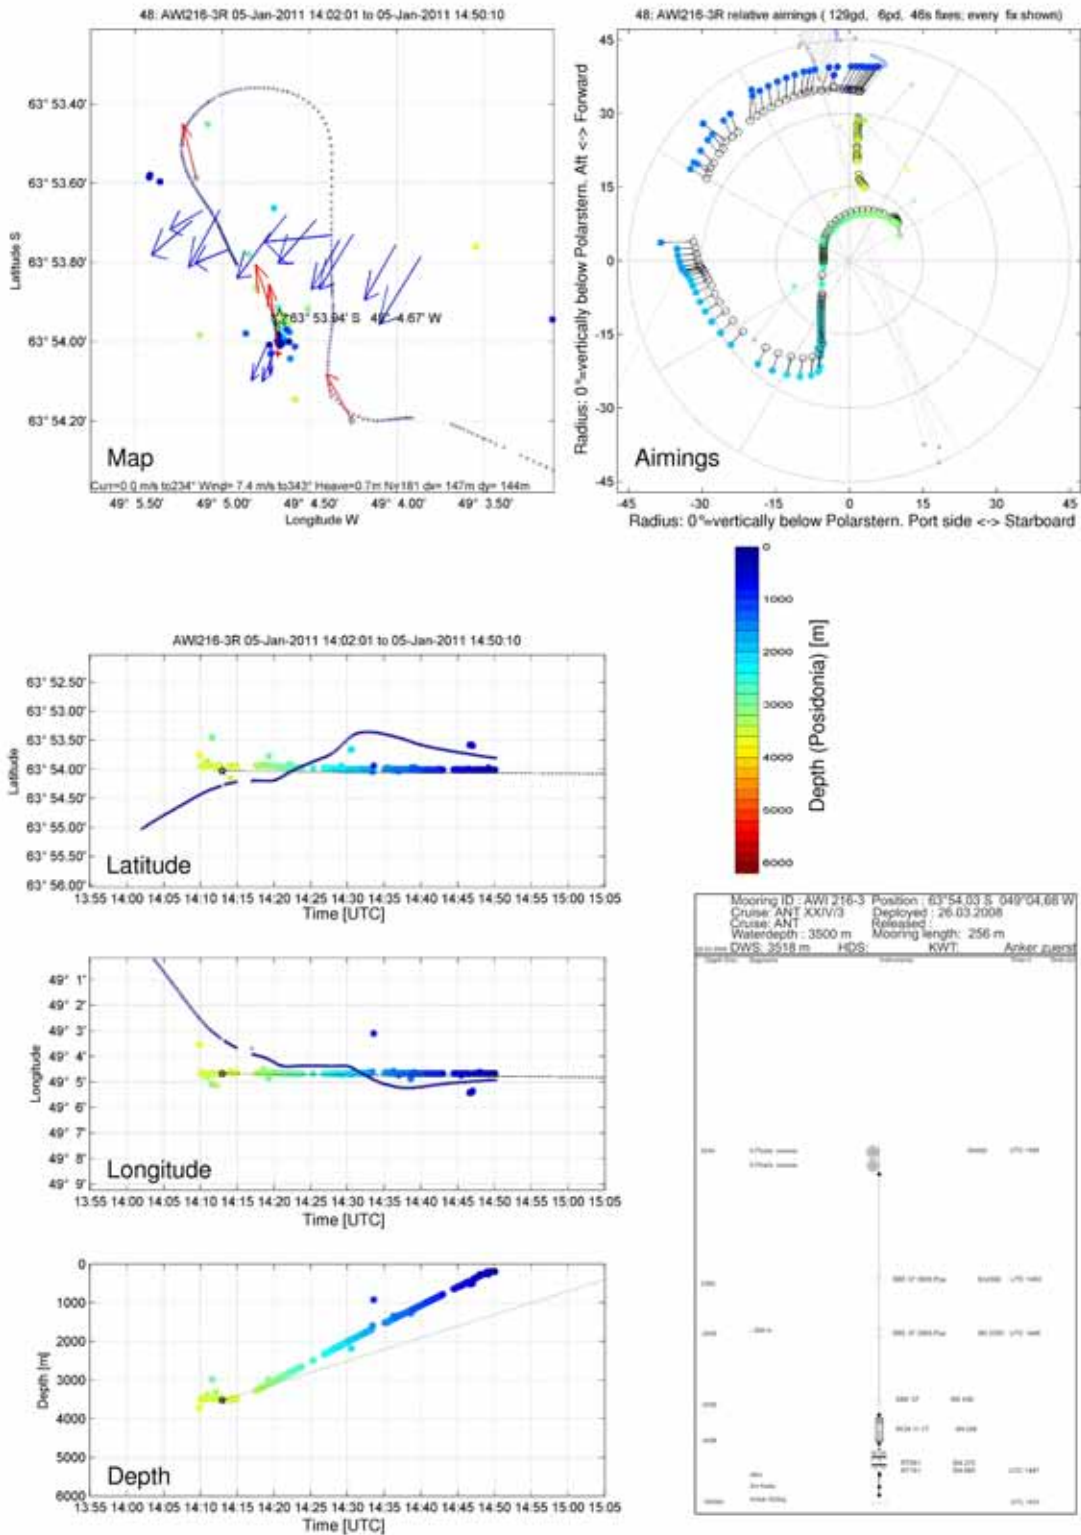 48: AWI216-3R 05-Jan-2011 14:02:01 to 05-Jan-2011 14:50:10
63° 53.40'
63° 53.60'
63° 53.80'
63° 54.00'
63° 54.20'
Latitude S
63° 53.94' S 49° 4.67' W
Map
Curr=0.0 m/s to234° Wind= 7.4 m/s to343° Heave=0.7m N=181 dx= 147m dy= 144m
49° 5.50' 49° 5.00' 49° 4.50' 49° 4.00' 49° 3.50'
Longitude W
48: AWI216-3R relative aimings ( 129gd, 6pd, 46s fixes; every fix shown)
45
30
15
0
-15
-30
-45
Radius: 0°=vertically below Polarstern. Aft <-> Forward
Aimings
-45 -30 -15 0 15 30 45
Radius: 0°=vertically below Polarstern. Port side <-> Starboard
0
1000
2000
3000
4000
5000
6000
Depth (Posidonia) [m]
AWI216-3R 05-Jan-2011 14:02:01 to 05-Jan-2011 14:50:10
63° 52.50'
63° 53.00'
63° 53.50'
63° 54.00'
63° 54.50'
63° 55.00'
63° 55.50'
63° 56.00'
Latitude
Latitude
13:55 14:00 14:05 14:10 14:15 14:20 14:25 14:30 14:35 14:40 14:45 14:50 14:55 15:00 15:05
Time [UTC]
49° 1'
49° 2'
49° 3'
49° 4'
49° 5'
49° 6'
49° 7'
49° 8'
49° 9'
Longitude
Longitude
13:55 14:00 14:05 14:10 14:15 14:20 14:25 14:30 14:35 14:40 14:45 14:50 14:55 15:00 15:05
Time [UTC]
0
1000
2000
3000
4000
5000
6000
Depth [m]
Depth
13:55 14:00 14:05 14:10 14:15 14:20 14:25 14:30 14:35 14:40 14:45 14:50 14:55 15:00 15:05
Time [UTC]
Mooring ID : AWI 216-3 Position : 63°54,03 S 049°04,68 W
Cruise: ANT XXIV/3 Deployed : 26.03.2008
Cruise: ANT Released :
Waterdepth : 3500 m Mooring length: 256 m
DWS: 3518 m HDS: KWT: Anker zuerst